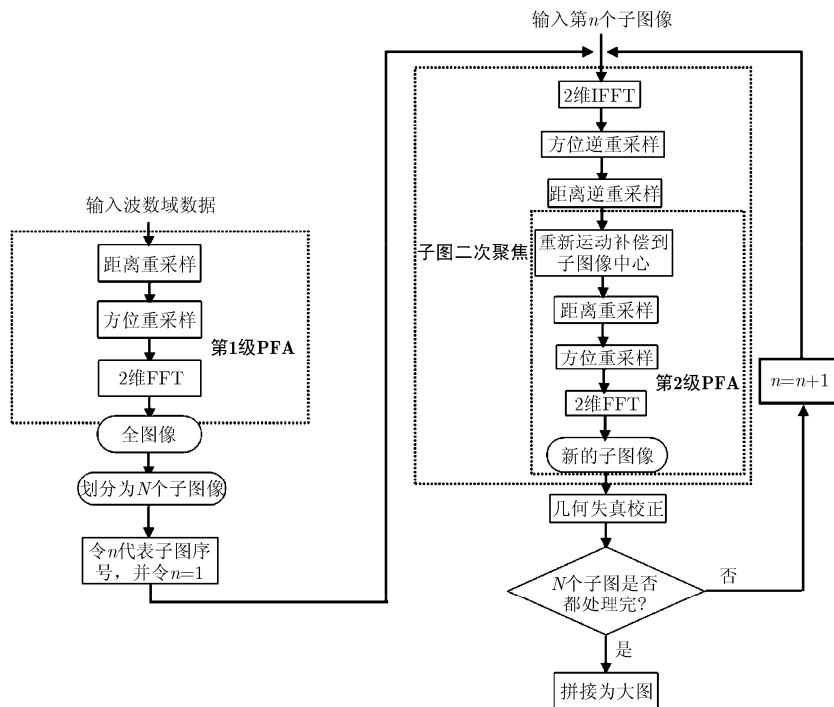 输入波数域数据
距离重采样
方位重采样
2维FFT
第1级PFA
全图像
划分为N个子图像
令n代表子图序
号，并令n=1
输入第n个子图像
2维IFFT
方位逆重采样
距离逆重采样
子图二次聚焦
重新运动补偿到
子图像中心
距离重采样
方位重采样
第2级PFA
2维FFT
新的子图像
几何失真校正
N个子图是否
都处理完?
否
n=n+1
是
拼接为大图